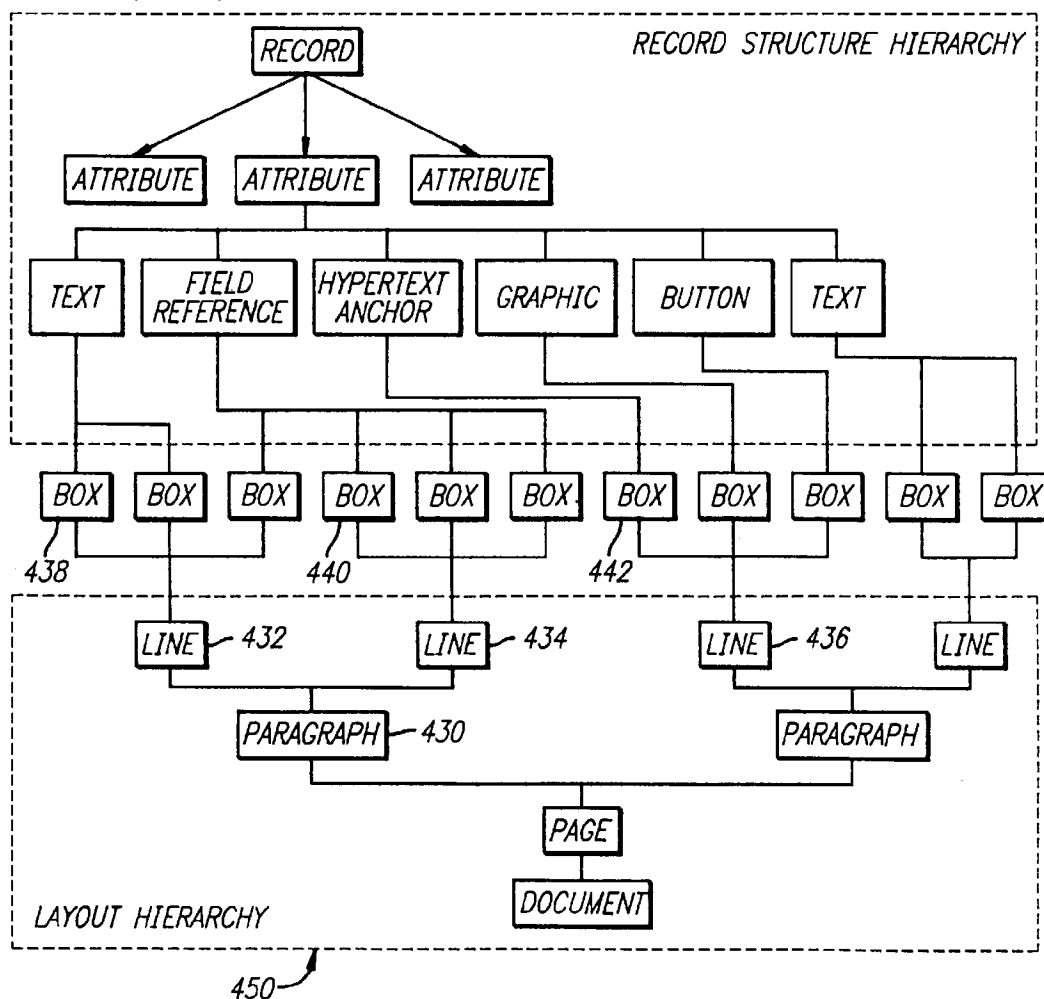 RECORD STRUCTURE HIERARCHY
RECORD
ATTRIBUTE ATTRIBUTE ATTRIBUTE
TEXT FIELD REFERENCE HYPERTEXT ANCHOR GRAPHIC BUTTON TEXT
BOX BOX BOX BOX BOX BOX BOX BOX BOX BOX BOX
438 440 442
LINE 432 LINE 434 LINE 436 LINE
PARAGRAPH 430 PARAGRAPH
PAGE
DOCUMENT
LAYOUT HIERARCHY
450